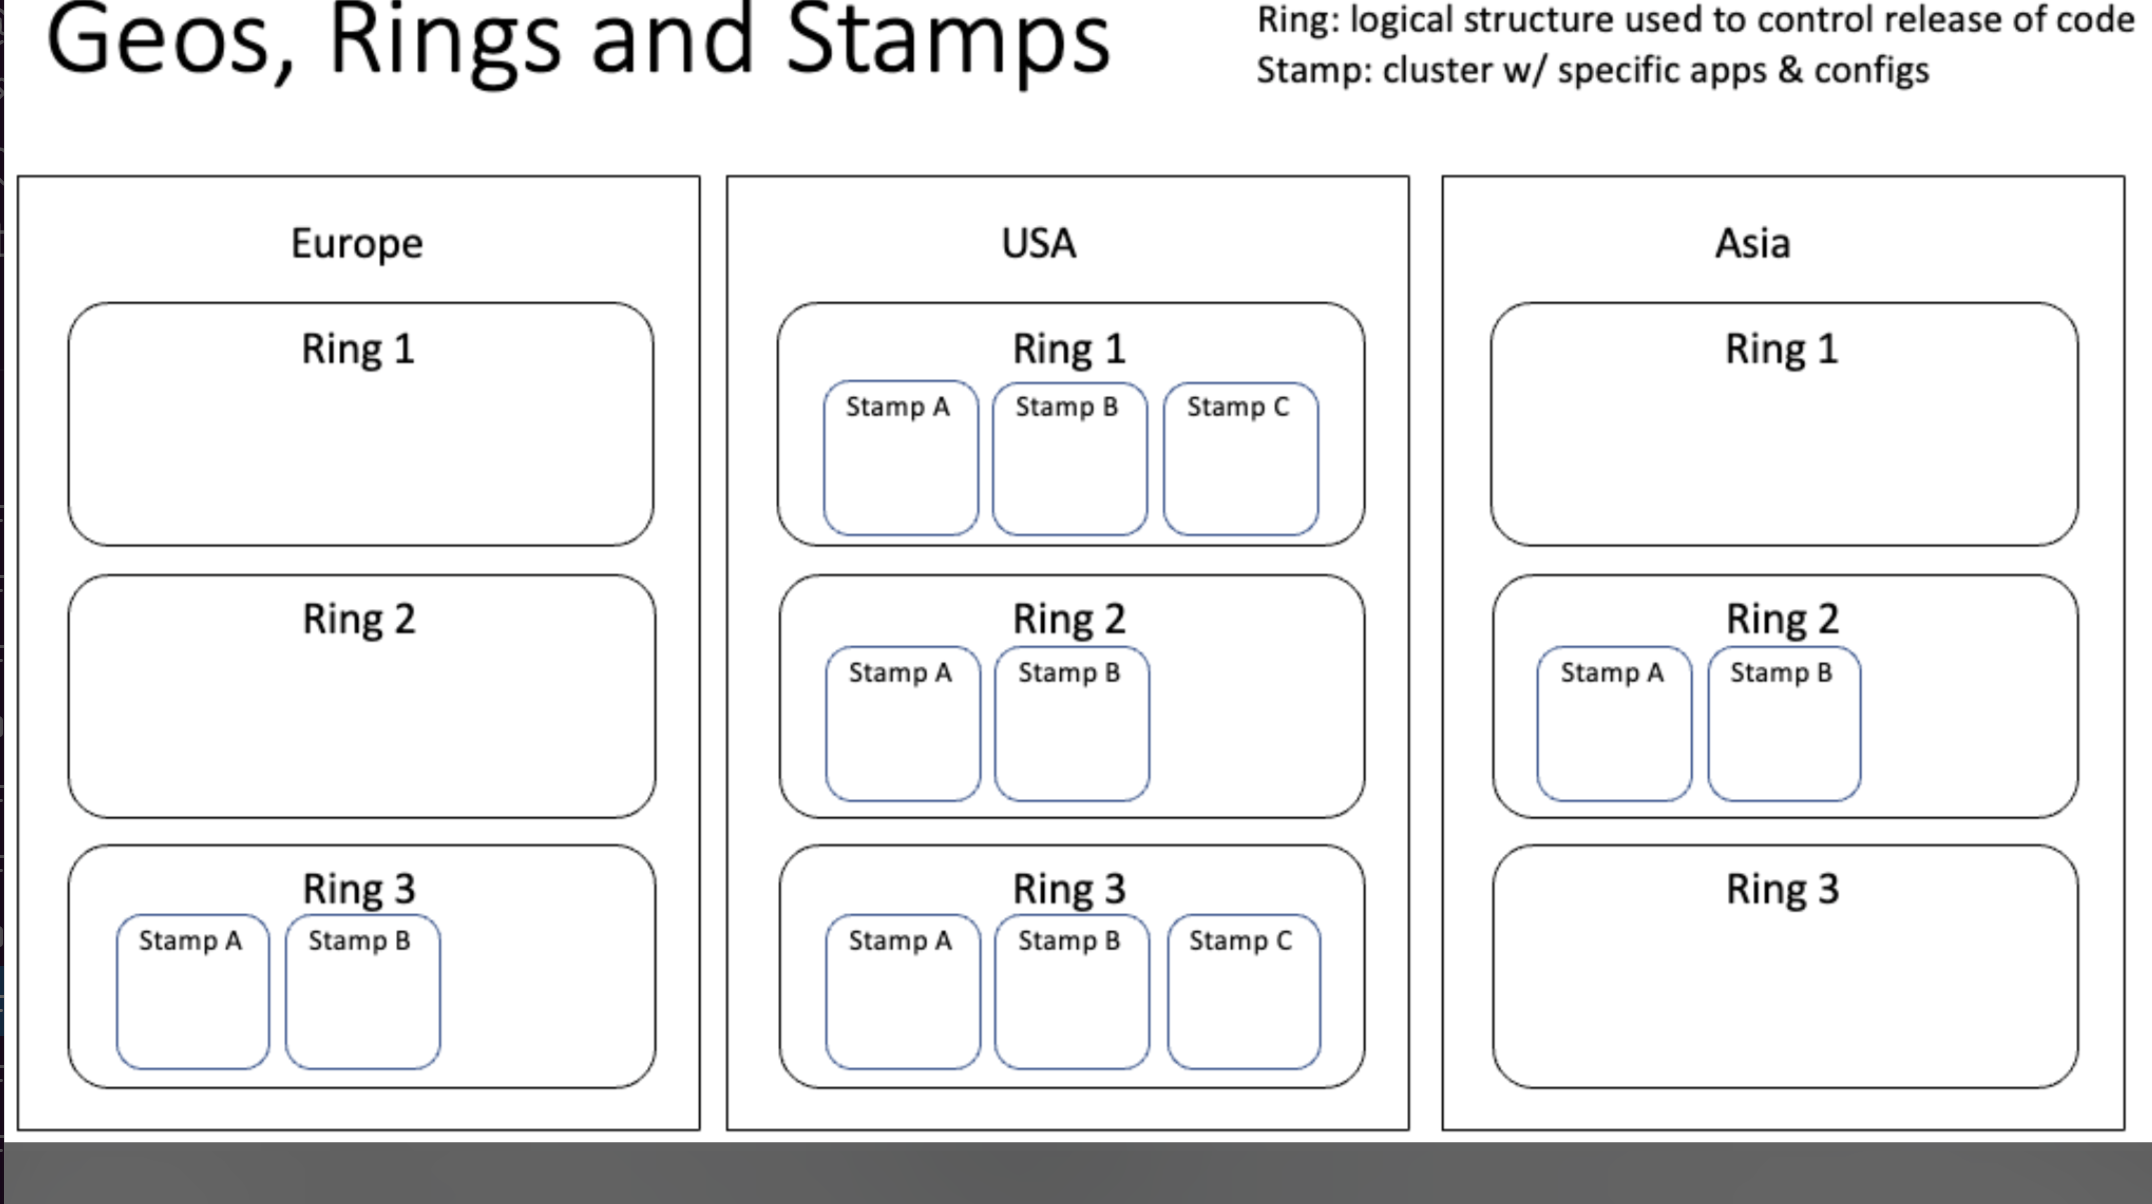 Geos, Rings and Stamps
Ring: logical structure used to control release of code
Stamp: cluster w/ specific apps & configs
Europe
Ring 1
Ring 2
Ring 3
Stamp A
Stamp B
USA
Ring 1
Stamp A
Stamp B
Stamp C
Ring 2
Stamp A
Stamp B
Ring 3
Stamp A
Stamp B
Stamp C
Asia
Ring 1
Ring 2
Stamp A
Stamp B
Ring 3